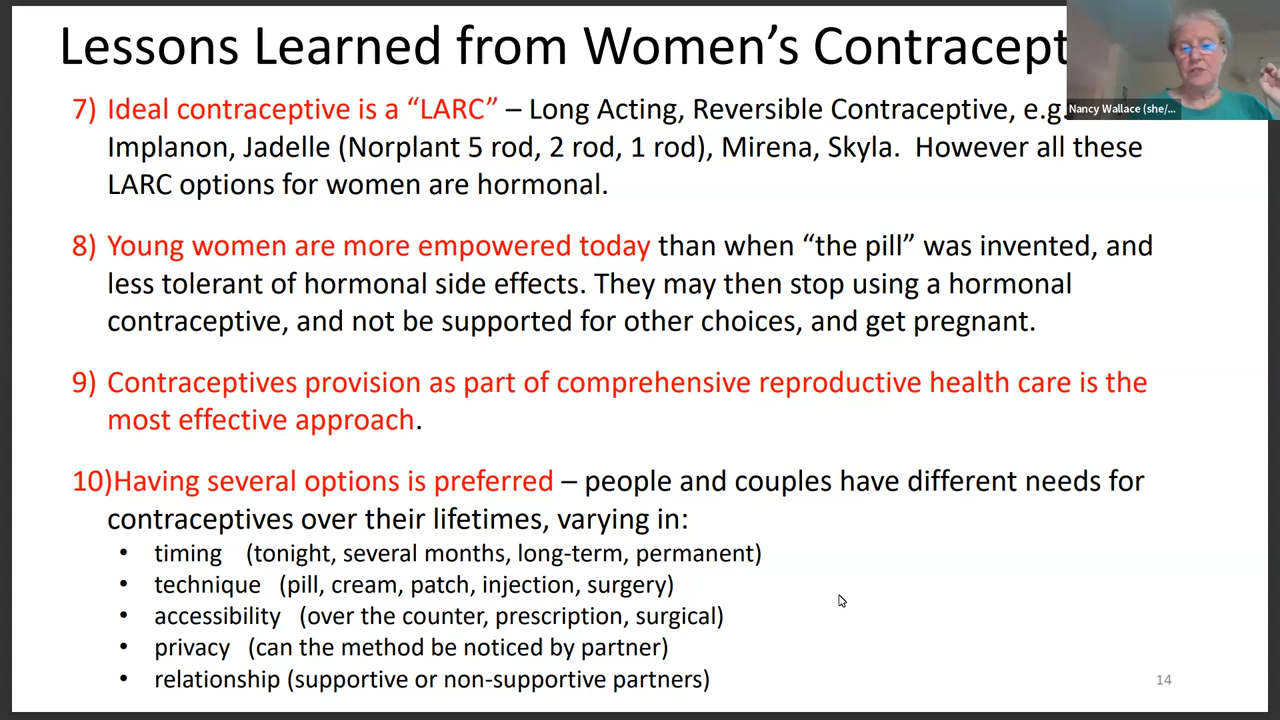 Lessons Learned from Women’s Contracept
7) Ideal contraceptive is a “LARC” – Long Acting, Reversible Contraceptive, e.g.
Implanon, Jadelle (Norplant 5 rod, 2 rod, 1 rod), Mirena, Skyla. However all these
LARC options for women are hormonal.
8) Young women are more empowered today than when “the pill” was invented, and
less tolerant of hormonal side effects. They may then stop using a hormonal
contraceptive, and not be supported for other choices, and get pregnant.
9) Contraceptives provision as part of comprehensive reproductive health care is the
most effective approach.
10)Having several options is preferred – people and couples have different needs for
contraceptives over their lifetimes, varying in:
• timing (tonight, several months, long-term, permanent)
• technique (pill, cream, patch, injection, surgery)
• accessibility (over the counter, prescription, surgical)
• privacy (can the method be noticed by partner)
• relationship (supportive or non-supportive partners)
14
Nancy Wallace (she/...